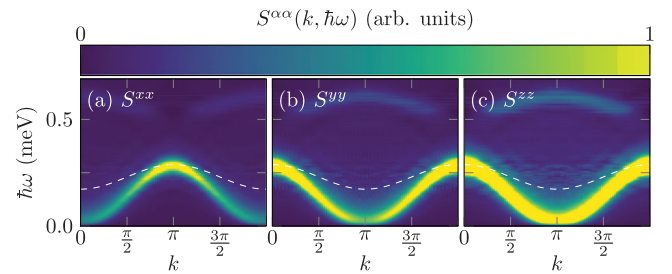 S^{αα}(k, ħω) (arb. units)
0 1
(a) S^{xx} (b) S^{yy} (c) S^{zz}
0.5
0.0
ħω (meV)
0 π/2 π 3π/2 0 π/2 π 3π/2 0 π/2 π 3π/2
k k k